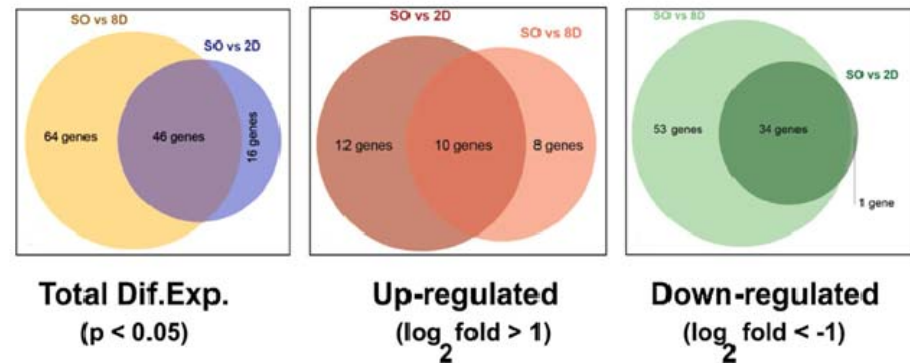 SO vs 8D
SO vs 2D
64 genes
46 genes
16 genes
Total Dif.Exp.
(p < 0.05)
SO vs 2D
SO vs 8D
12 genes
10 genes
8 genes
Up-regulated
(log2 fold > 1)
SO vs 8D
SO vs 2D
53 genes
34 genes
1 gene
Down-regulated
(log2 fold < -1)